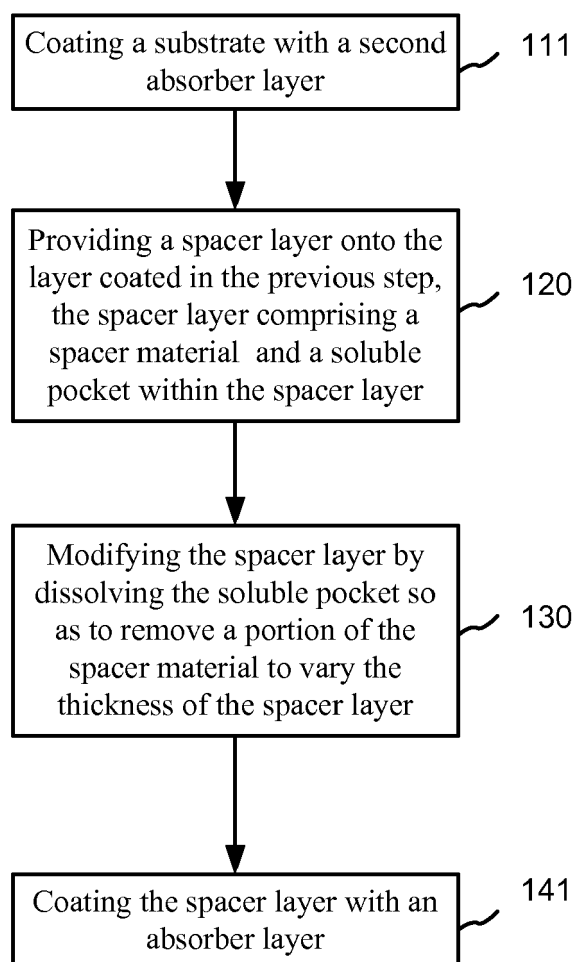 Coating a substrate with a second
absorber layer
111
Providing a spacer layer onto the
layer coated in the previous step,
the spacer layer comprising a
spacer material and a soluble
pocket within the spacer layer
120
Modifying the spacer layer by
dissolving the soluble pocket so
as to remove a portion of the
spacer material to vary the
thickness of the spacer layer
130
Coating the spacer layer with an
absorber layer
141